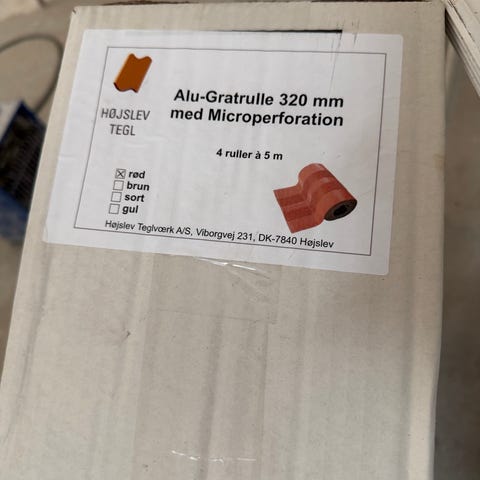 HØJSLEV
TEGL
Alu-Gratrulle 320 mm
med Microperforation
4 ruller à 5 m
rød
brun
sort
gul
Højslev Teglværk A/S, Viborgvej 231, DK-7840 Højslev